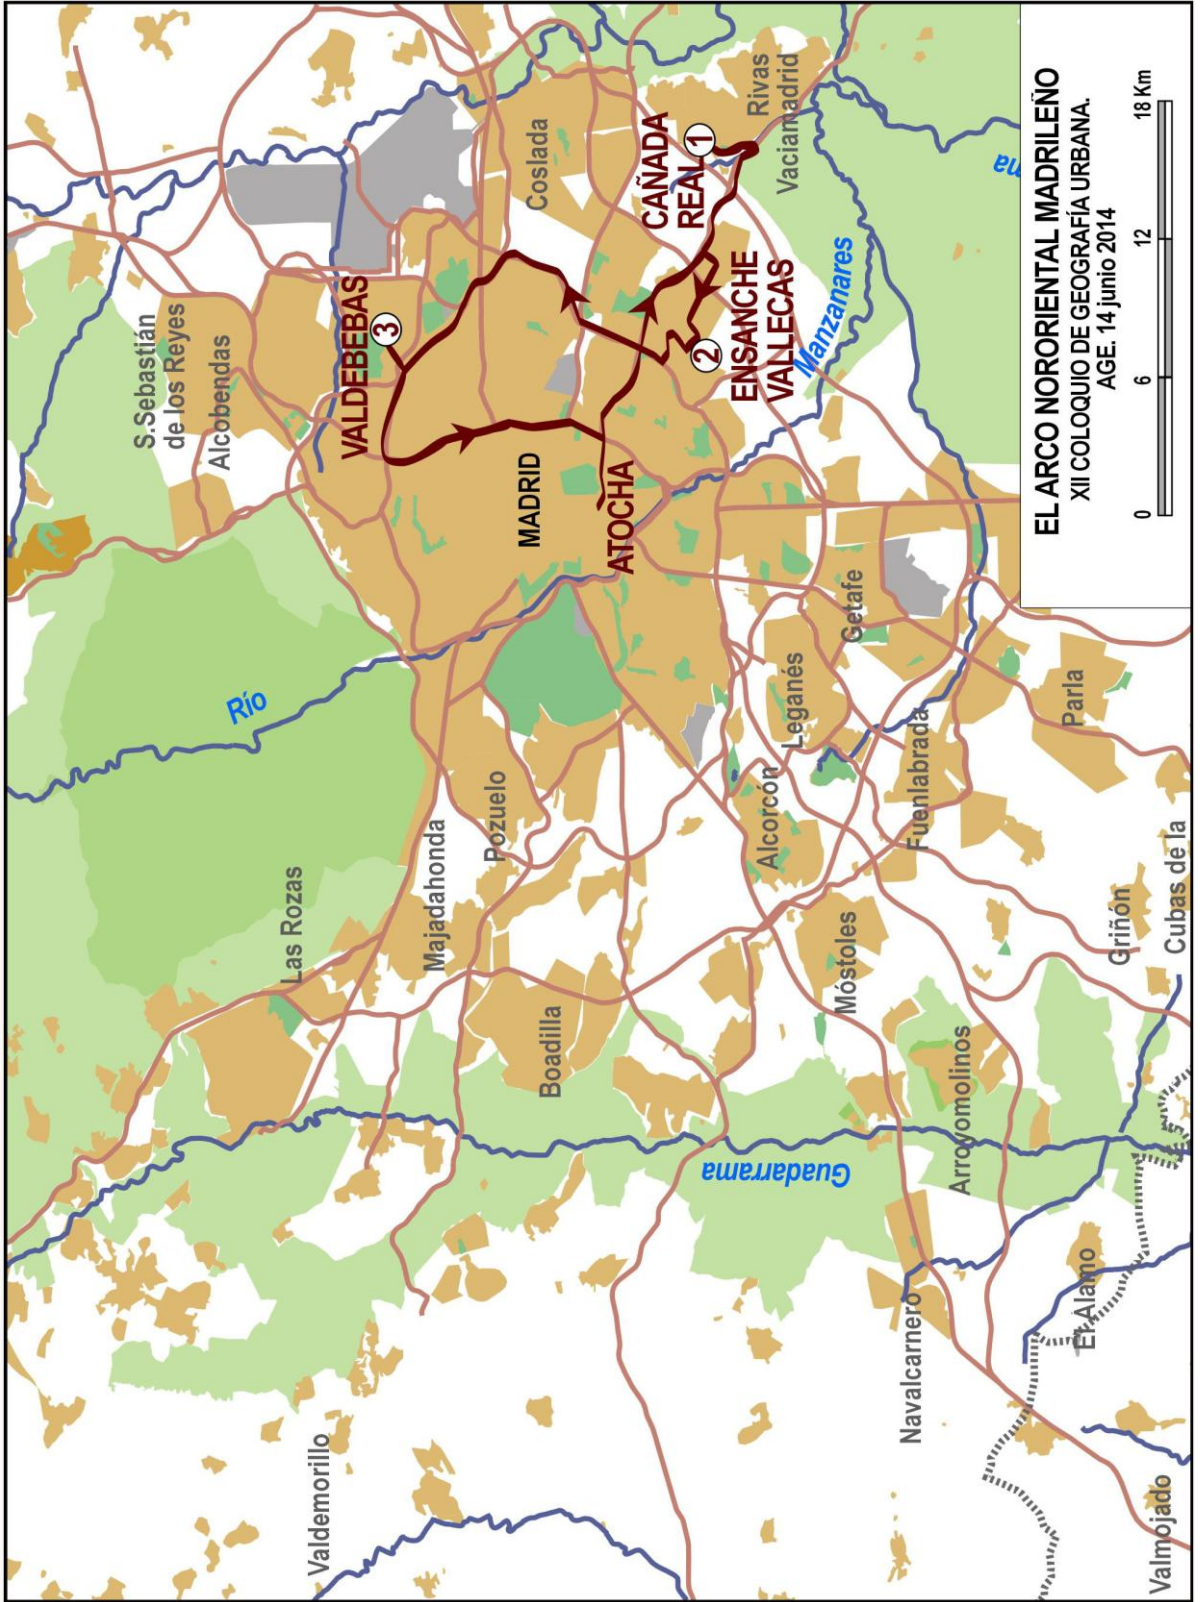 S.Sebastián
de los Reyes
Alcobendas
VALDEBEBAS
3
Río
Las Rozas
Majadahonda
Pozuelo
MADRID
Coslada
Boadilla
Valdemorillo
ATOCHA
CAÑADA
REAL
1
Rivas
Vaciamadrid
2
ENSANCHE
VALLECAS
Manzanares
Guadarrama
Alcorcón
Leganés
Getafe
Móstoles
Fuenlabrada
Arroyomolinos
Navalcarnero
Parla
Griñón
Cubas de la
El Alamo
Valmojado
ma
EL ARCO NORORIENTAL MADRILEÑO
XII COLOQUIO DE GEOGRAFÍA URBANA.
AGE. 14 junio 2014
0 6 12 18 Km